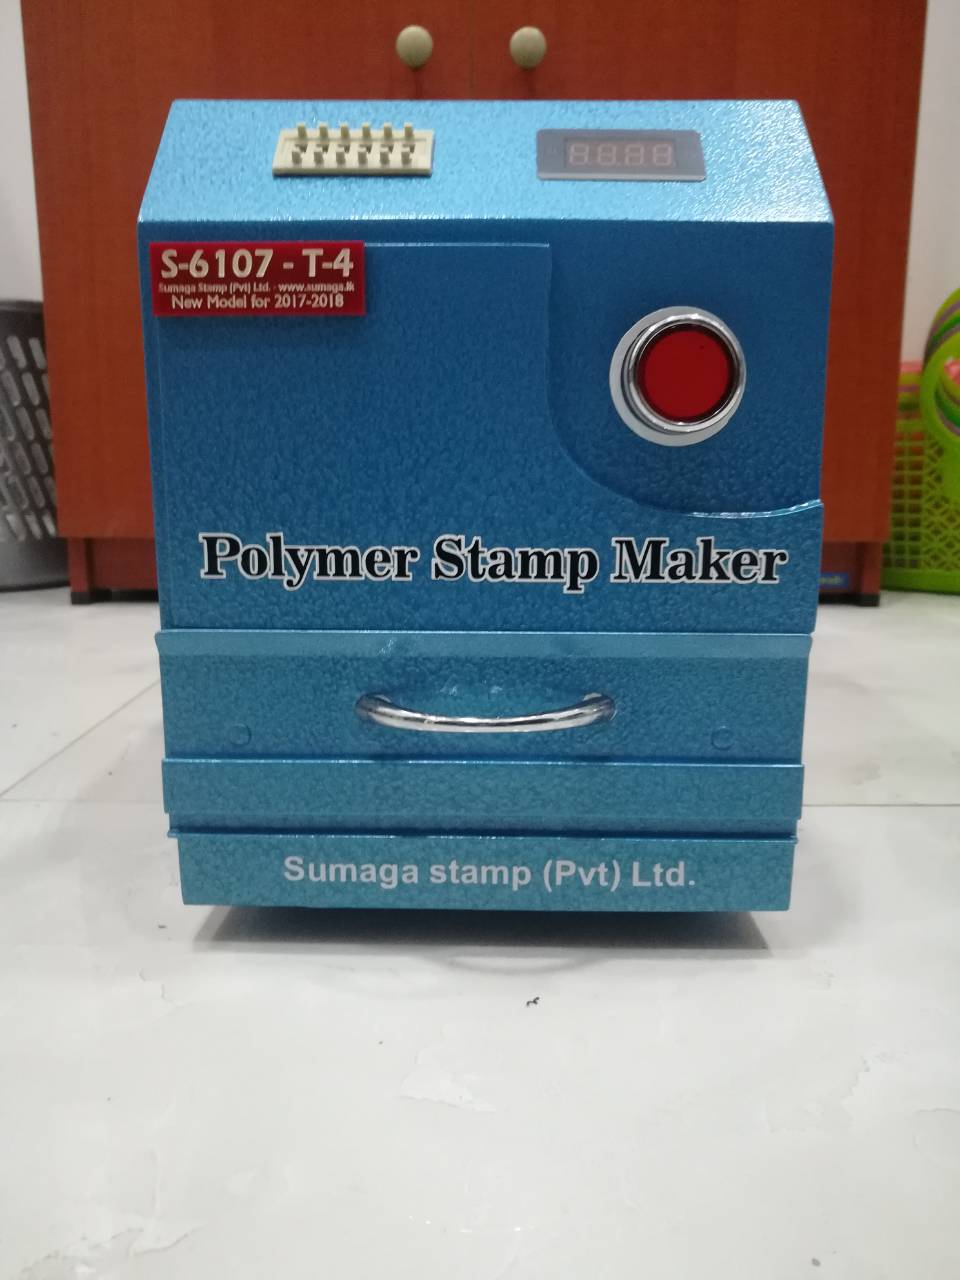 S-6107 - T-4
Sumaga Stamp (Pvt) Ltd. - www.sumaga.lk
New Model for 2017-2018
Polymer Stamp Maker
Sumaga stamp (Pvt) Ltd.